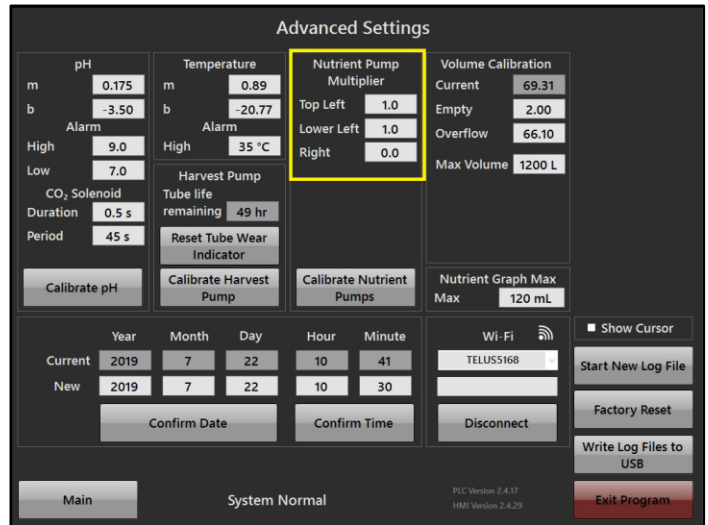 Advanced Settings
pH
m 0.175
b -3.50
Alarm
High 9.0
Low 7.0
CO₂ Solenoid
Duration 0.5 s
Period 45 s
Calibrate pH
Temperature
m 0.89
b -20.77
Alarm
High 35 °C
Harvest Pump
Tube life
remaining 49 hr
Reset Tube Wear
Indicator
Calibrate Harvest
Pump
Nutrient Pump
Multiplier
Top Left 1.0
Lower Left 1.0
Right 0.0
Calibrate Nutrient
Pumps
Volume Calibration
Current 69.31
Empty 2.00
Overflow 66.10
Max Volume 1200 L
Nutrient Graph Max
Max 120 mL
Year Month Day Hour Minute
Current 2019 7 22 10 41
New 2019 7 22 10 30
Confirm Date
Confirm Time
Wi-Fi
TELUS5168
Disconnect
Show Cursor
Start New Log File
Factory Reset
Write Log Files to
USB
Main
System Normal
PLC Version 2.4.17
HMI Version 2.4.29
Exit Program